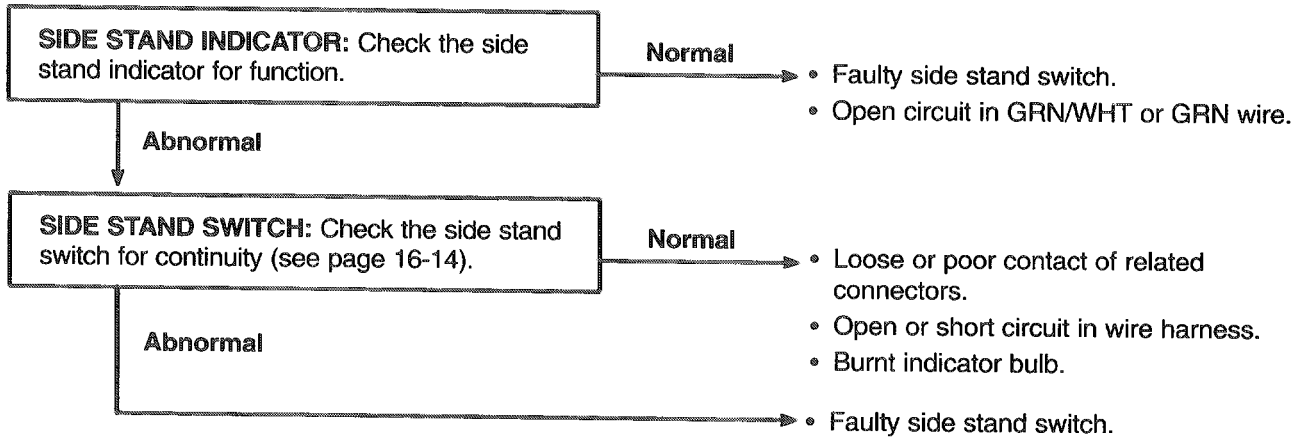 SIDE STAND INDICATOR: Check the side
stand indicator for function.
Normal
• Faulty side stand switch.
• Open circuit in GRN/WHT or GRN wire.
Abnormal
SIDE STAND SWITCH: Check the side stand
switch for continuity (see page 16-14).
Normal
• Loose or poor contact of related
connectors.
• Open or short circuit in wire harness.
• Burnt indicator bulb.
Abnormal
• Faulty side stand switch.